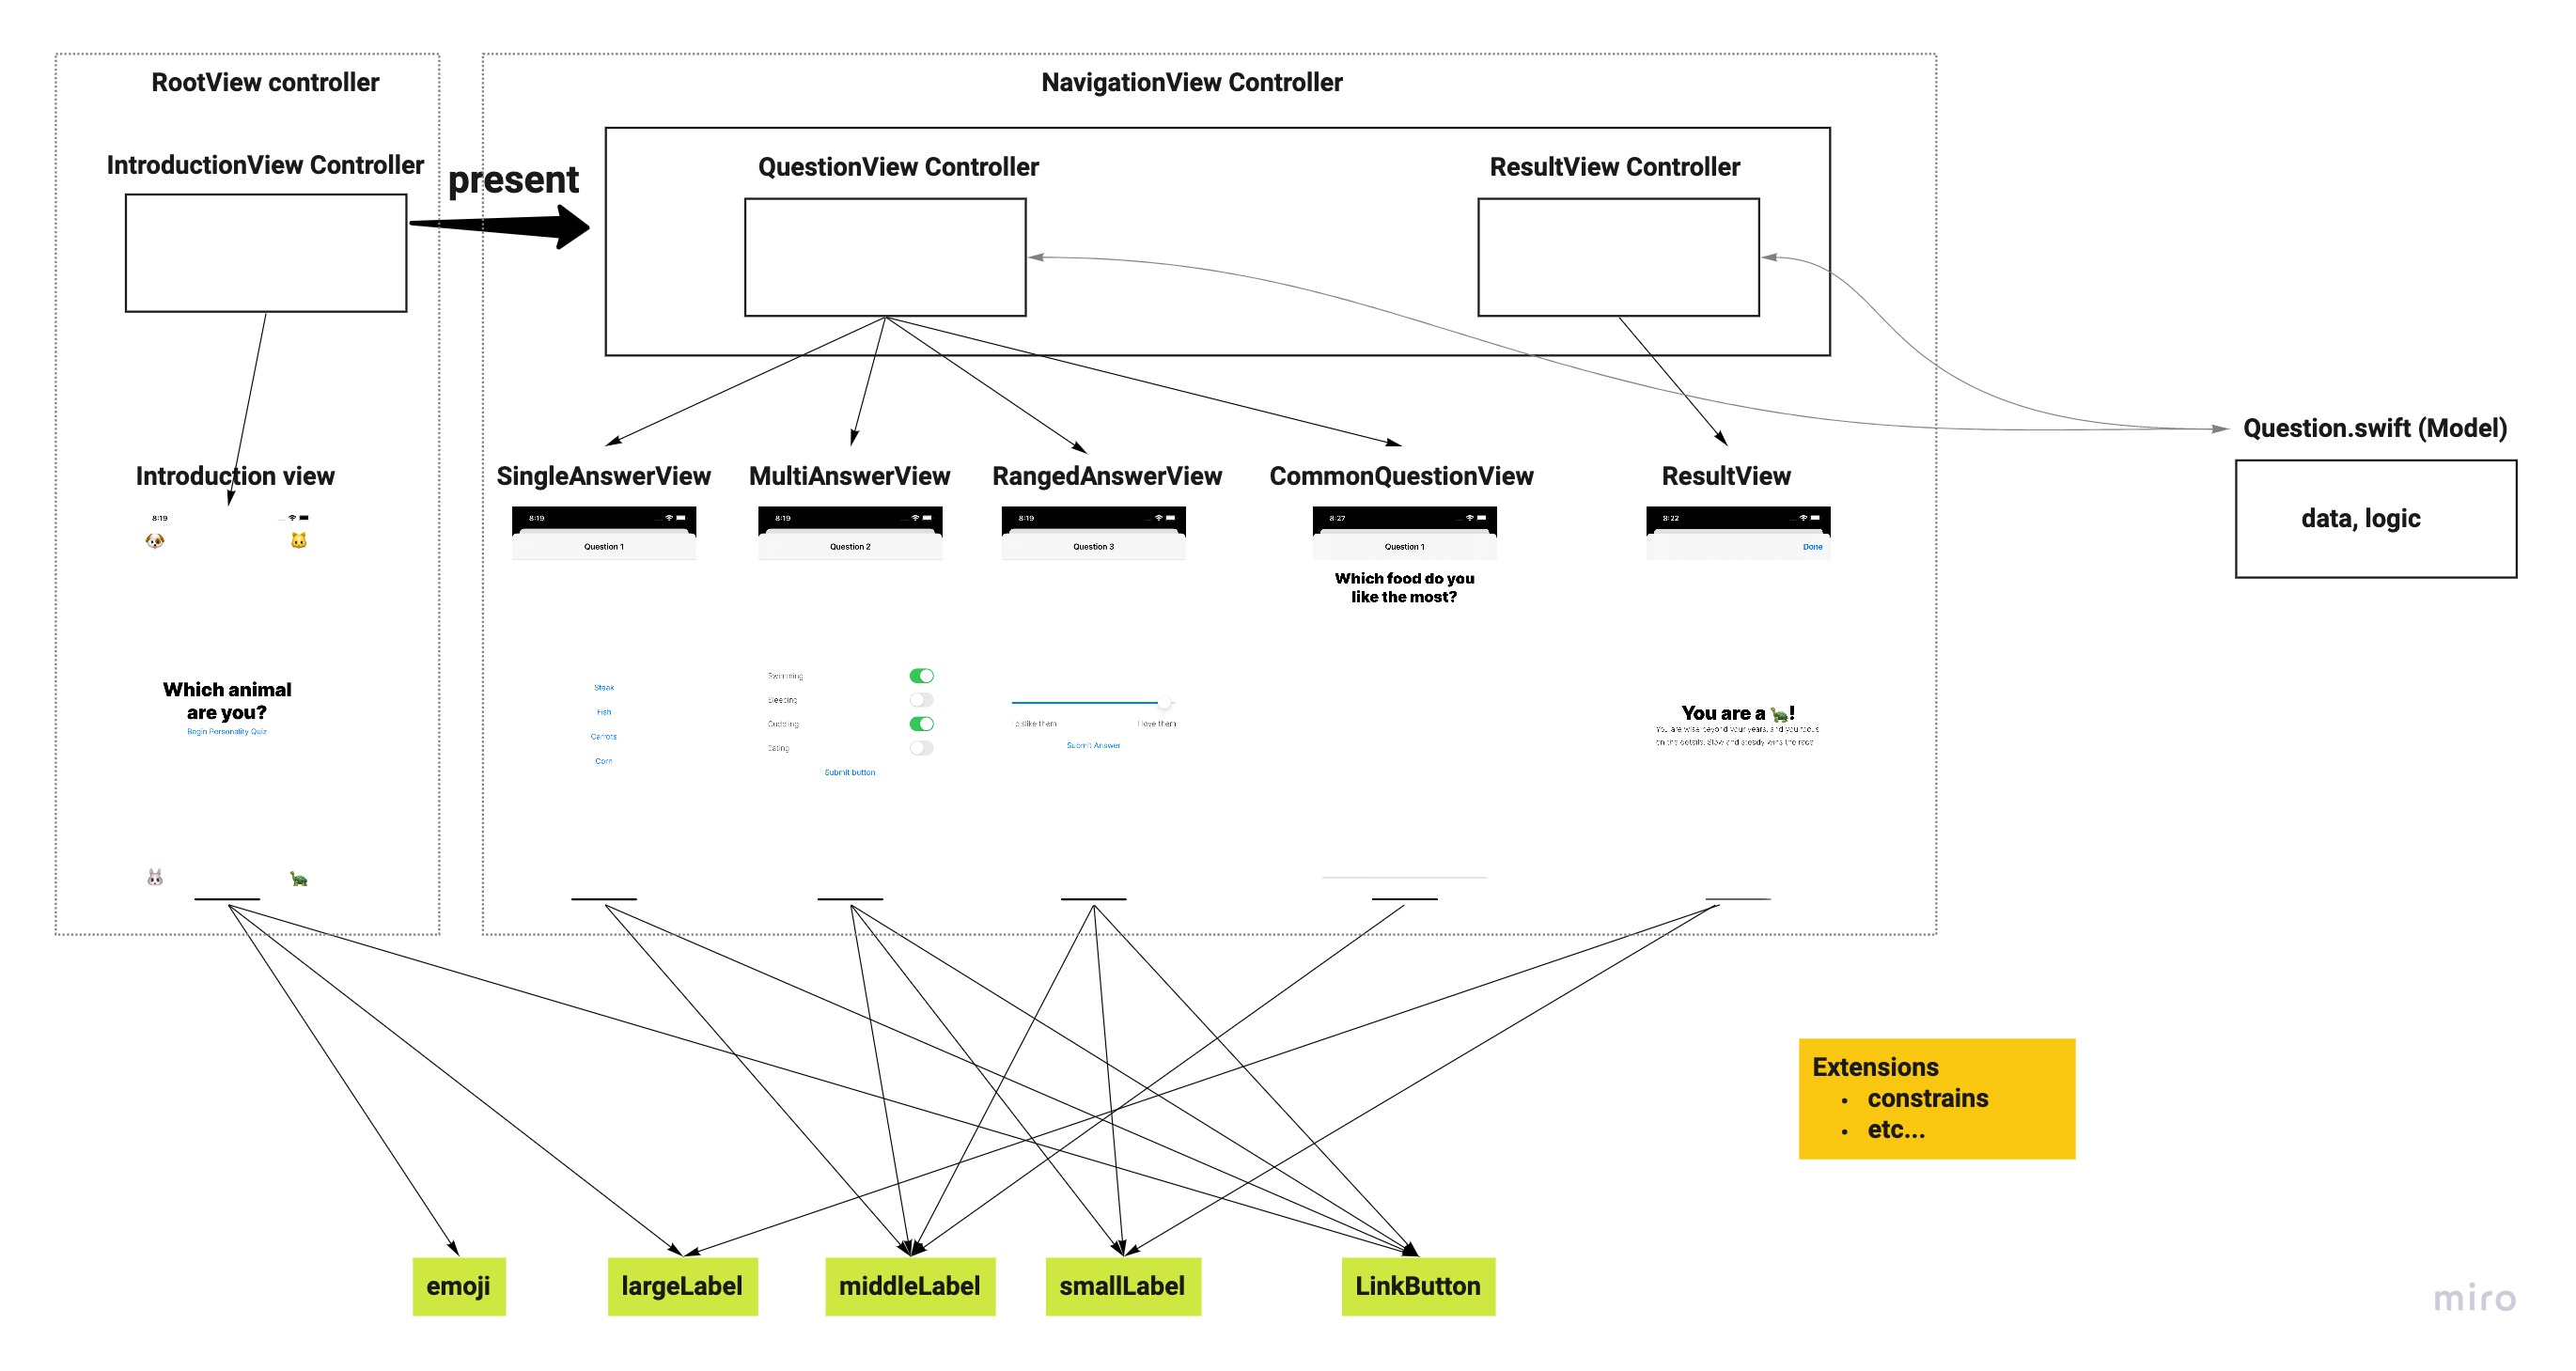 RootView controller
NavigationView Controller
IntroductionView Controller
present
QuestionView Controller
ResultView Controller
Question.swift (Model)
data, logic
Introduction view
SingleAnswerView
MultiAnswerView
RangedAnswerView
CommonQuestionView
ResultView
8:19
Which animal
are you?
Begin Personality Quiz
8:19
Question 1
Steak
Fish
Carrots
Corn
8:19
Question 2
Swimming
Sleeping
Cuddling
Eating
Submit button
8:19
Question 3
I dislike them
I love them
Submit Answer
8:27
Question 1
Which food do you
like the most?
8:22
Done
You are a 🐢!
You are wise beyond your years, and you focus
on the details. Slow and steady wins the race.
Extensions
• constrains
• etc...
emoji
largeLabel
middleLabel
smallLabel
LinkButton
miro